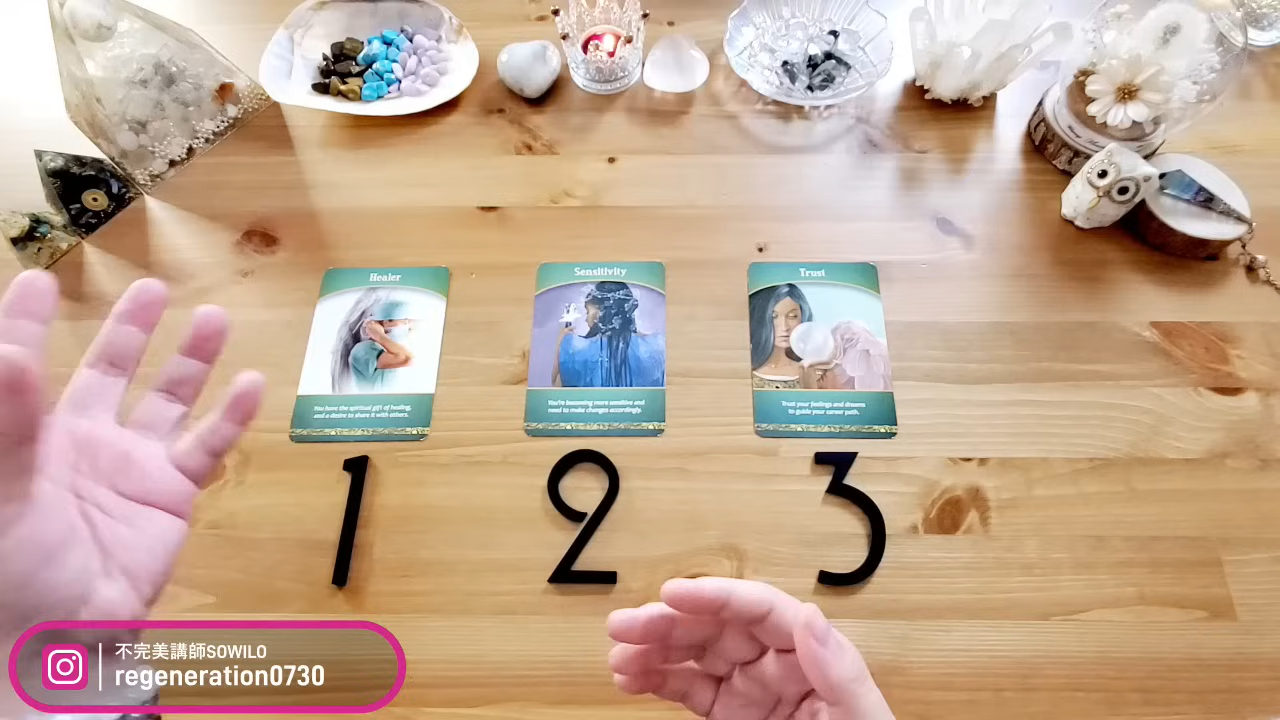 Healer
You have the spiritual gift of healing,
and a desire to share it with others.
Sensitivity
You're becoming more sensitive and
need to make changes accordingly.
Trust
Trust your feelings and dreams
to guide your career path.
1
2
3
不完美講師SOWILO
regeneration0730